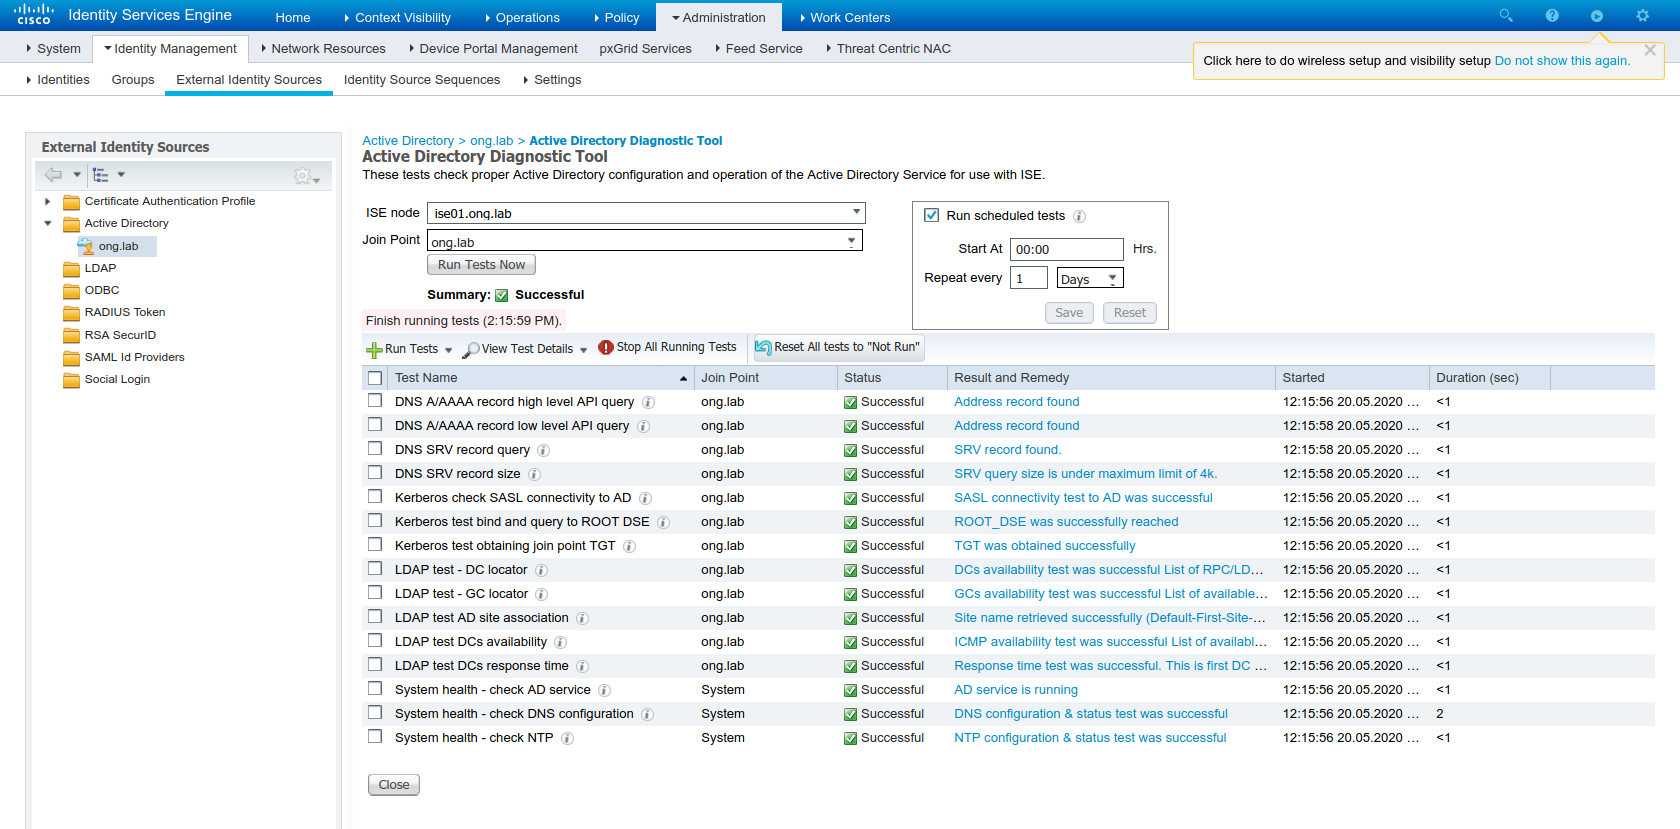 cisco Identity Services Engine Home Context Visibility Operations Policy Administration Work Centers
System Identity Management Network Resources Device Portal Management pxGrid Services Feed Service Threat Centric NAC
Click here to do wireless setup and visibility setup Do not show this again.
Identities Groups External Identity Sources Identity Source Sequences Settings
External Identity Sources
Certificate Authentication Profile
Active Directory
ong.lab
LDAP
ODBC
RADIUS Token
RSA SecurID
SAML Id Providers
Social Login
Active Directory > ong.lab > Active Directory Diagnostic Tool
Active Directory Diagnostic Tool
These tests check proper Active Directory configuration and operation of the Active Directory Service for use with ISE.
ISE node ise01.ong.lab
Join Point ong.lab
Run Tests Now
Summary: Successful
Finish running tests (2:15:59 PM).
Run scheduled tests
Start At 00:00 Hrs.
Repeat every 1 Days
Save Reset
Run Tests View Test Details Stop All Running Tests Reset All tests to "Not Run"
Test Name Join Point Status Result and Remedy Started Duration (sec)
DNS A/AAAA record high level API query ong.lab Successful Address record found 12:15:56 20.05.2020 ... <1
DNS A/AAAA record low level API query ong.lab Successful Address record found 12:15:58 20.05.2020 ... <1
DNS SRV record query ong.lab Successful SRV record found. 12:15:58 20.05.2020 ... <1
DNS SRV record size ong.lab Successful SRV query size is under maximum limit of 4k. 12:15:58 20.05.2020 ... <1
Kerberos check SASL connectivity to AD ong.lab Successful SASL connectivity test to AD was successful 12:15:56 20.05.2020 ... <1
Kerberos test bind and query to ROOT DSE ong.lab Successful ROOT_DSE was successfully reached 12:15:56 20.05.2020 ... <1
Kerberos test obtaining join point TGT ong.lab Successful TGT was obtained successfully 12:15:56 20.05.2020 ... <1
LDAP test - DC locator ong.lab Successful DCs availability test was successful List of RPC/LD... 12:15:56 20.05.2020 ... <1
LDAP test - GC locator ong.lab Successful GCs availability test was successful List of available... 12:15:56 20.05.2020 ... <1
LDAP test AD site association ong.lab Successful Site name retrieved successfully (Default-First-Site-... 12:15:56 20.05.2020 ... <1
LDAP test DCs availability ong.lab Successful ICMP availability test was successful List of availabl... 12:15:56 20.05.2020 ... <1
LDAP test DCs response time ong.lab Successful Response time test was successful. This is first DC ... 12:15:56 20.05.2020 ... <1
System health - check AD service System Successful AD service is running 12:15:56 20.05.2020 ... <1
System health - check DNS configuration System Successful DNS configuration & status test was successful 12:15:56 20.05.2020 ... 2
System health - check NTP System Successful NTP configuration & status test was successful 12:15:56 20.05.2020 ... <1
Close